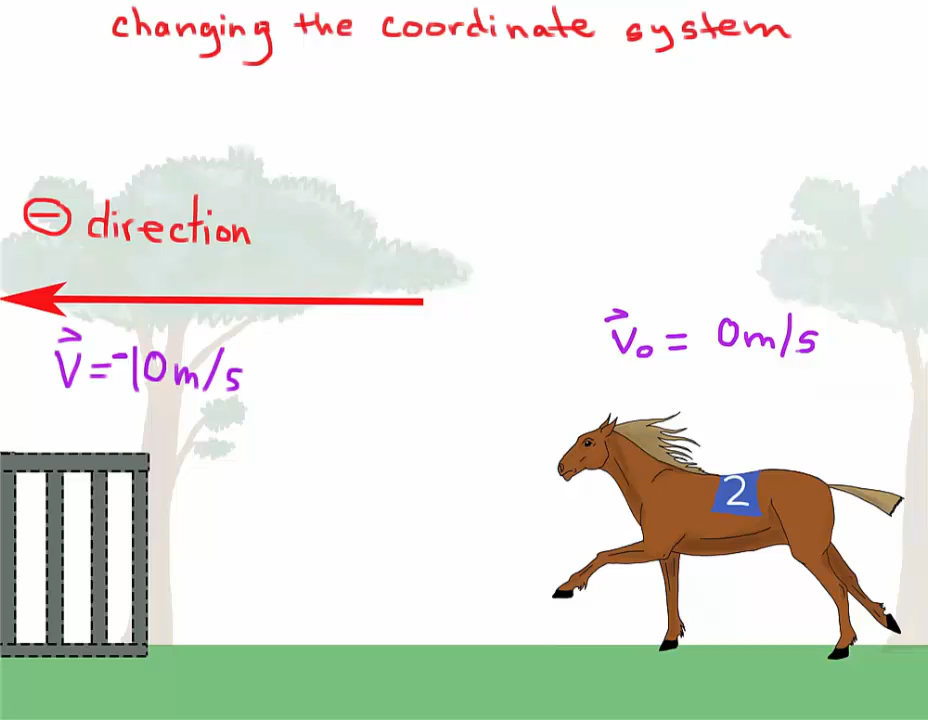 changing the coordinate system
⊖ direction
V⃗ = -10m/s
V⃗₀ = 0m/s
2